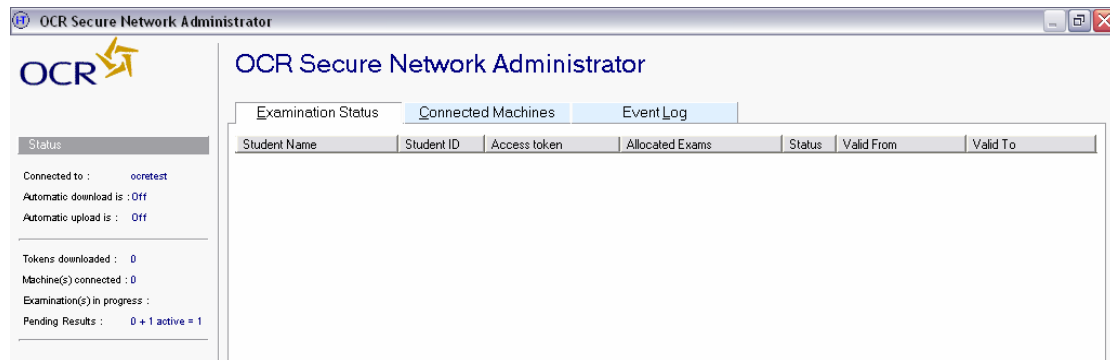 OCR Secure Network Administrator
OCR
OCR Secure Network Administrator
Examination Status Connected Machines Event Log
Status
Student Name Student ID Access token Allocated Exams Status Valid From Valid To
Connected to : ocretest
Automatic download is : Off
Automatic upload is : Off
Tokens downloaded : 0
Machine(s) connected : 0
Examination(s) in progress :
Pending Results : 0 + 1 active = 1